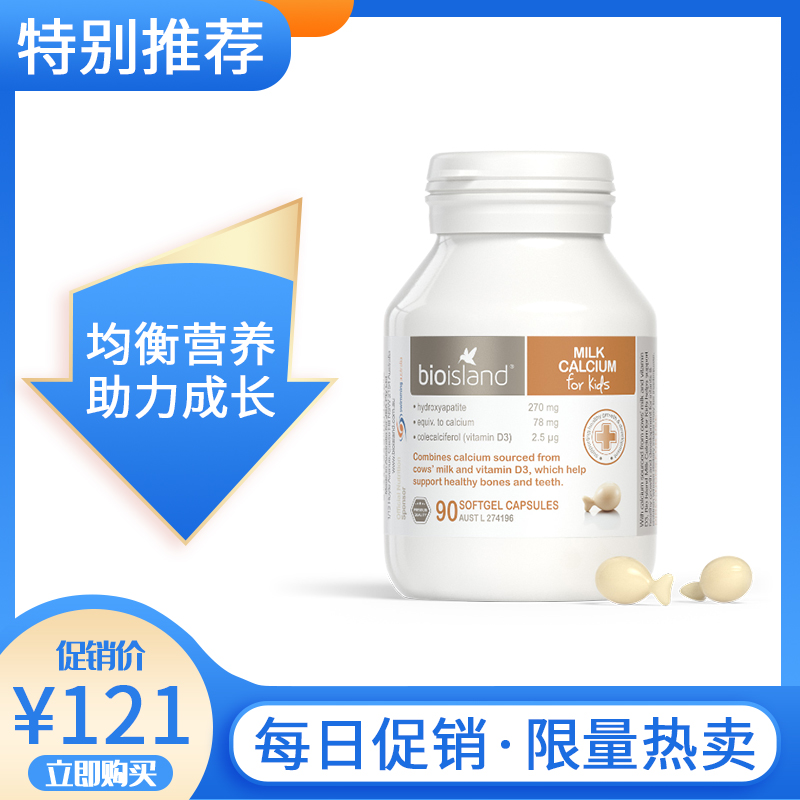 特别推荐
均衡营养
助力成长
bioisland®
MILK
CALCIUM
for Kids
• hydroxyapatite 270 mg
• equiv. to calcium 78 mg
• colecalciferol (vitamin D3) 2.5 µg
Combines calcium sourced from
cows' milk and vitamin D3, which help
support healthy bones and teeth.
PREMIUM
QUALITY
90 SOFTGEL CAPSULES
AUST L 274196
促销价
¥121
立即购买
每日促销·限量热卖